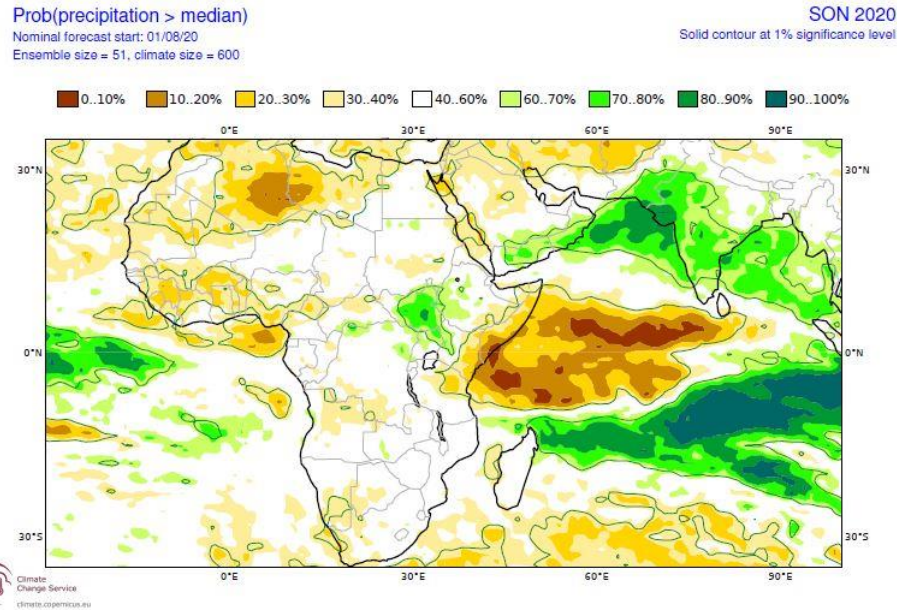 Prob(precipitation > median)
SON 2020
Nominal forecast start: 01/08/20
Solid contour at 1% significance level
Ensemble size = 51, climate size = 600
0..10% 10..20% 20..30% 30..40% 40..60% 60..70% 70..80% 80..90% 90..100%
0°E 30°E 60°E 90°E
30°N 30°N
0°N 0°N
30°S 30°S
0°E 30°E 60°E 90°E
Climate
Change Service
climate.copernicus.eu